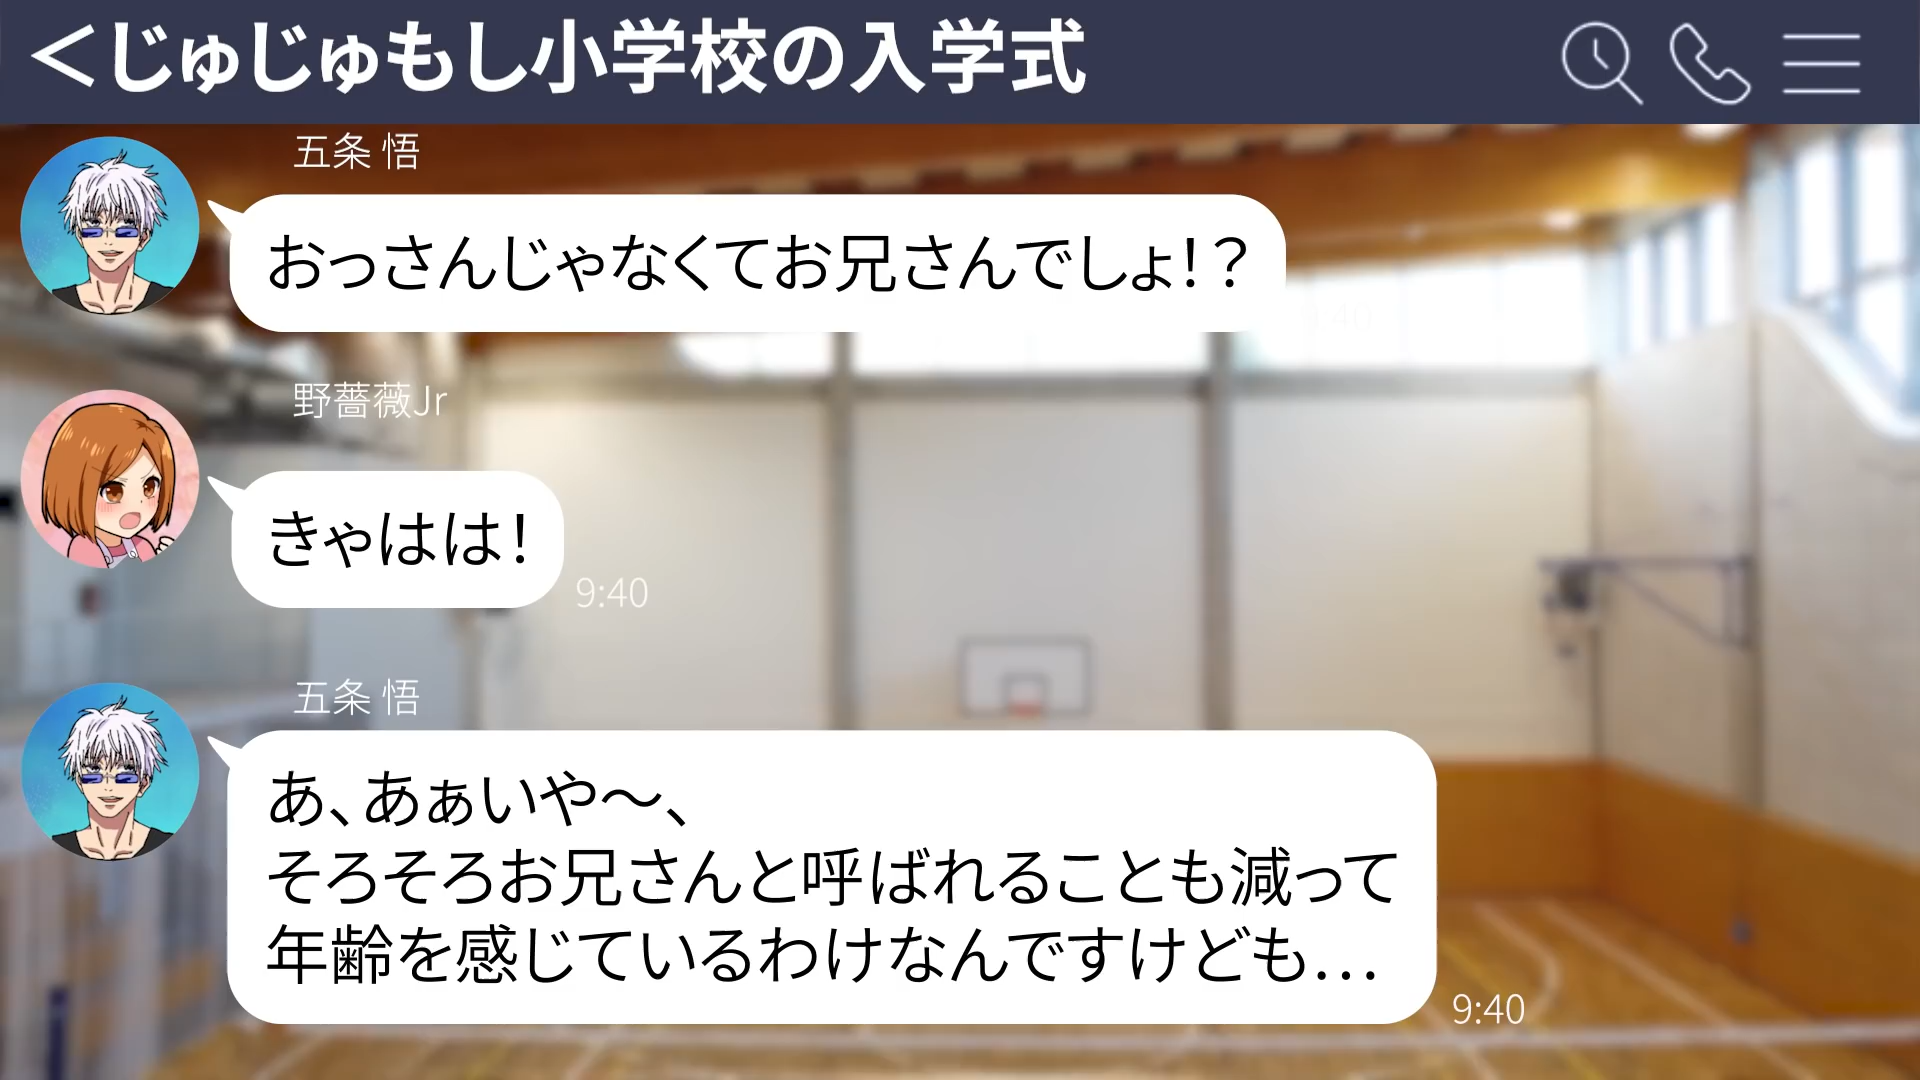 ＜じゅじゅもし小学校の入学式
五条 悟
おっさんじゃなくてお兄さんでしょ！？
9:40
野薔薇Jr
きゃはは！
9:40
五条 悟
あ、あぁいや〜、
そろそろお兄さんと呼ばれることも減って
年齢を感じているわけなんですけども…
9:40